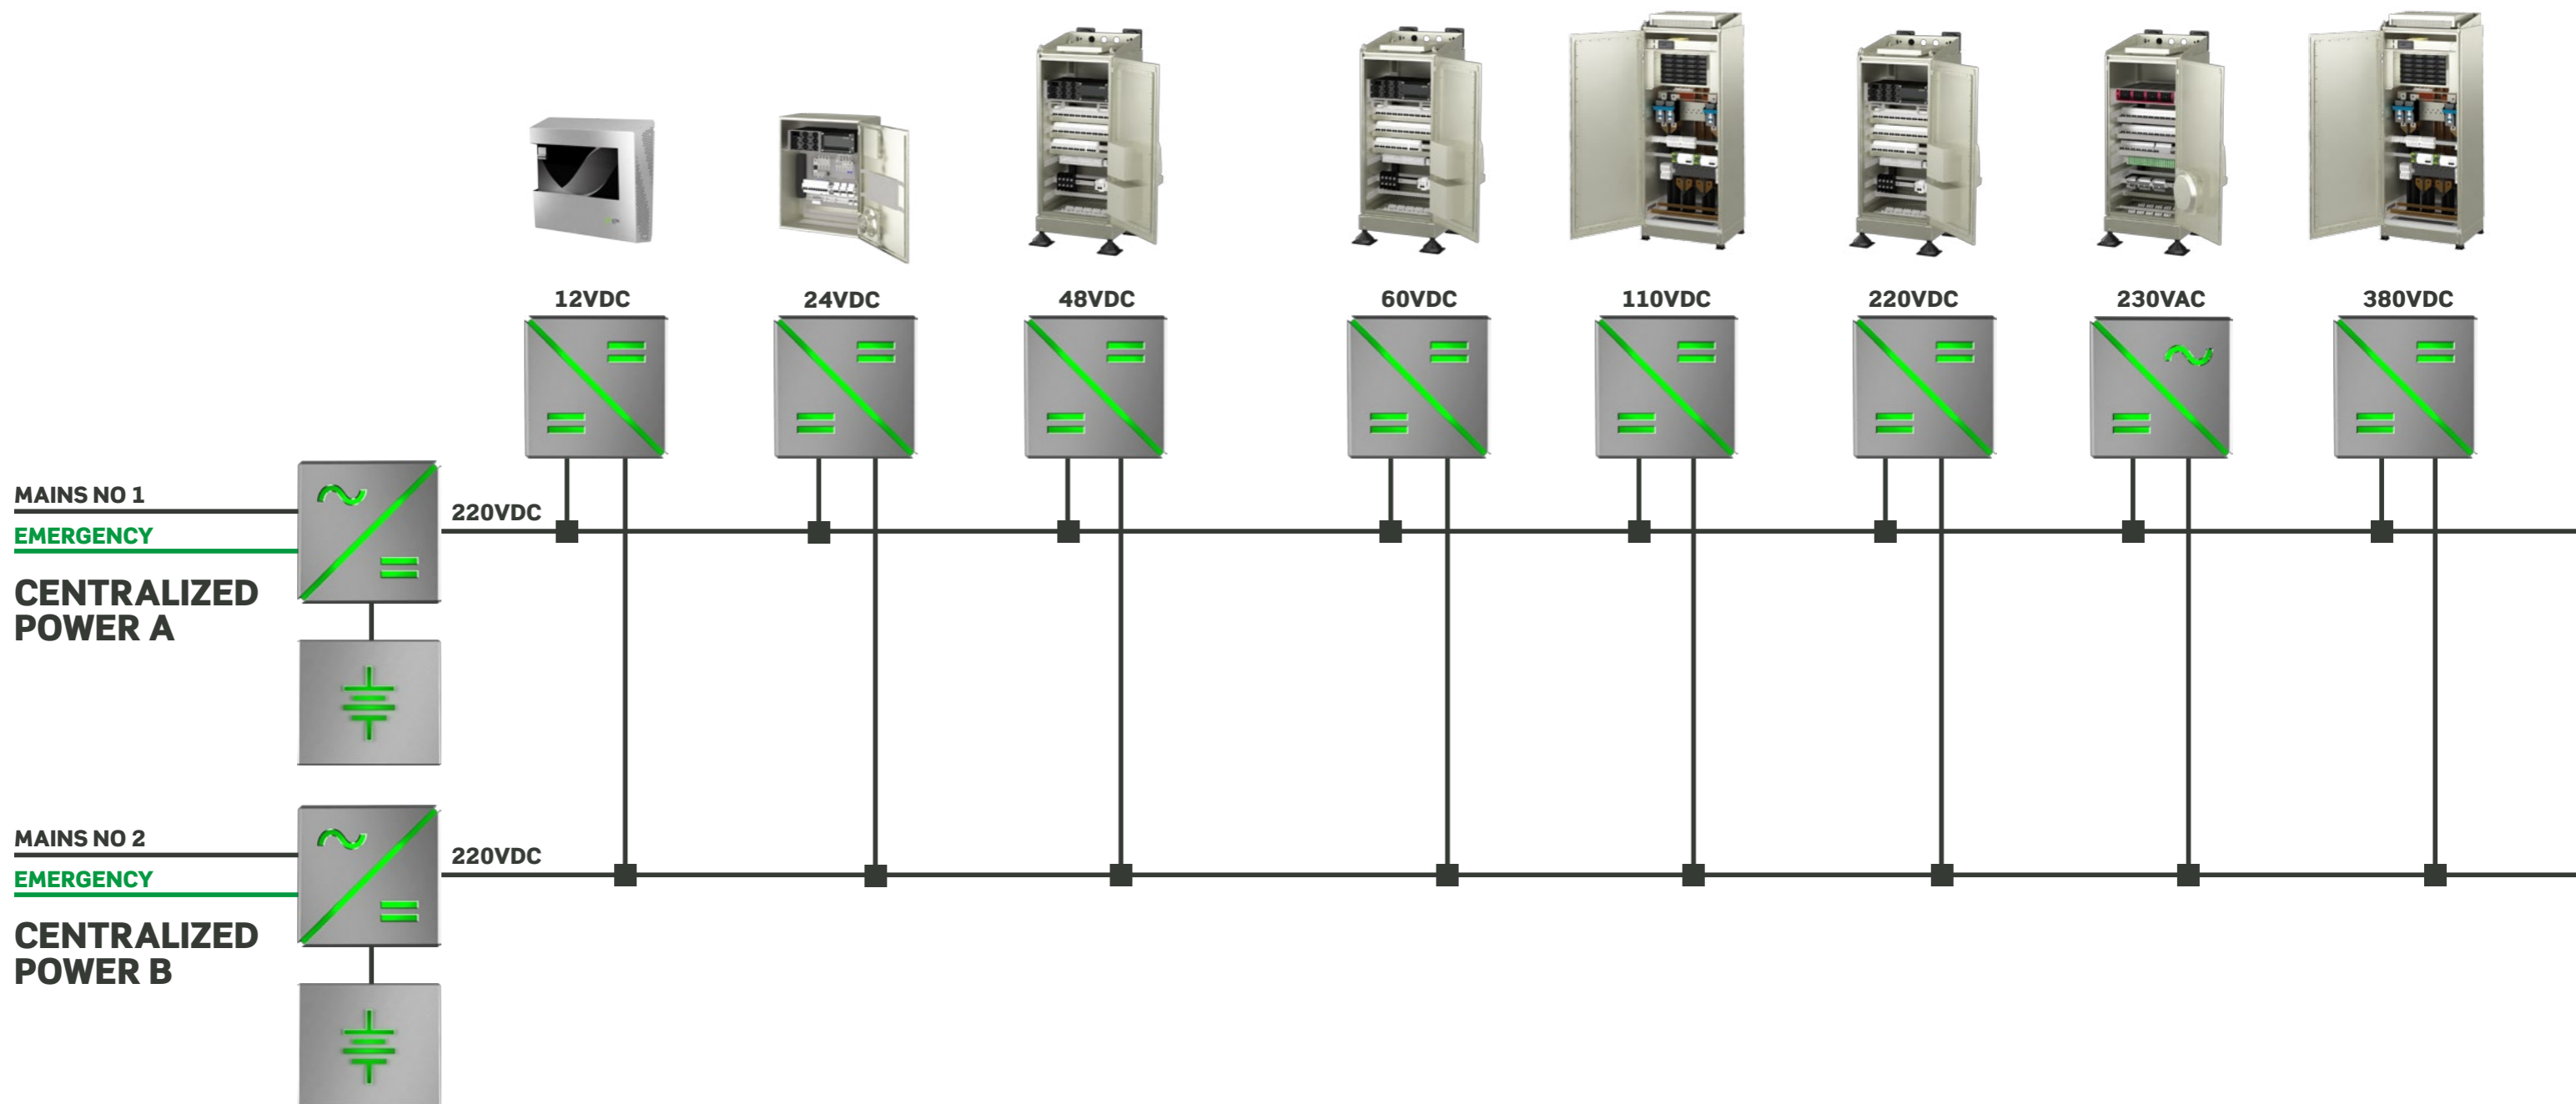 12VDC
24VDC
48VDC
60VDC
110VDC
220VDC
230VAC
380VDC
MAINS NO 1
EMERGENCY
220VDC
CENTRALIZED
POWER A
MAINS NO 2
EMERGENCY
220VDC
CENTRALIZED
POWER B